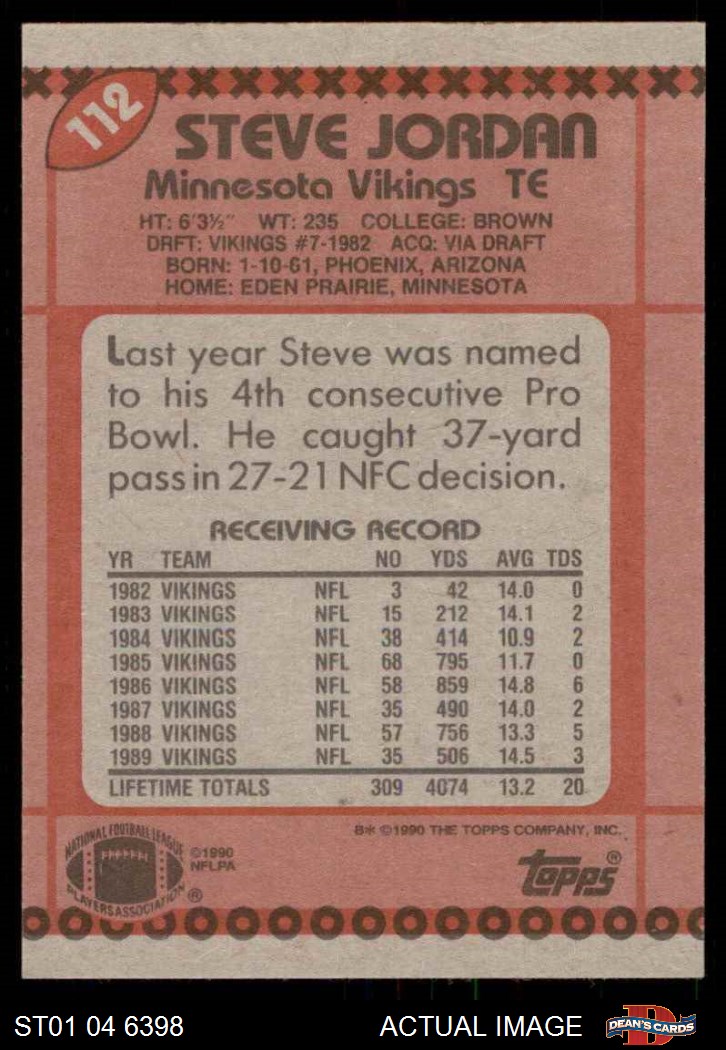 112
STEVE JORDAN
Minnesota Vikings TE
HT: 6'3½" WT: 235 COLLEGE: BROWN
DRFT: VIKINGS #7-1982 ACQ: VIA DRAFT
BORN: 1-10-61, PHOENIX, ARIZONA
HOME: EDEN PRAIRIE, MINNESOTA
Last year Steve was named
to his 4th consecutive Pro
Bowl. He caught 37-yard
pass in 27-21 NFC decision.
RECEIVING RECORD
YR TEAM NO YDS AVG TDS
1982 VIKINGS NFL 3 42 14.0 0
1983 VIKINGS NFL 15 212 14.1 2
1984 VIKINGS NFL 38 414 10.9 2
1985 VIKINGS NFL 68 795 11.7 0
1986 VIKINGS NFL 58 859 14.8 6
1987 VIKINGS NFL 35 490 14.0 2
1988 VIKINGS NFL 57 756 13.3 5
1989 VIKINGS NFL 35 506 14.5 3
LIFETIME TOTALS 309 4074 13.2 20
B* ©1990 THE TOPPS COMPANY, INC.
NATIONAL FOOTBALL LEAGUE
PLAYERS ASSOCIATION ®
©1990
NFLPA
topps®
ST01 04 6398 ACTUAL IMAGE
D
DEAN'S CARDS